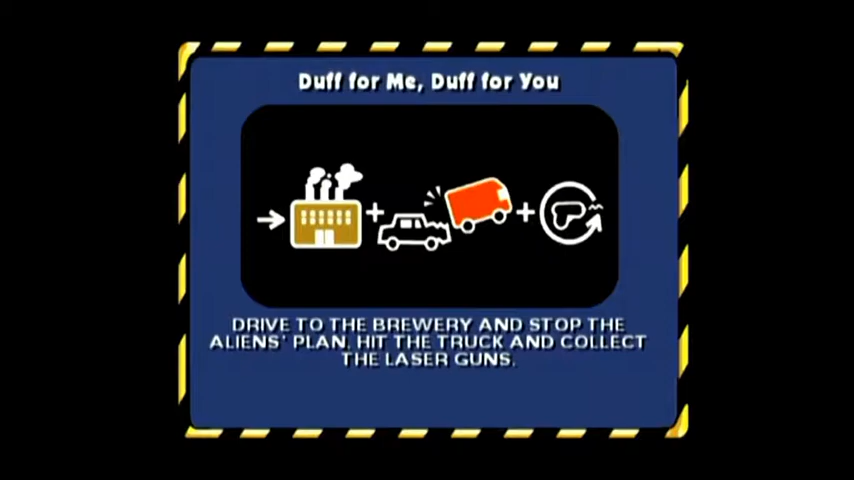 Duff for Me, Duff for You
DRIVE TO THE BREWERY AND STOP THE
ALIENS' PLAN. HIT THE TRUCK AND COLLECT
THE LASER GUNS.